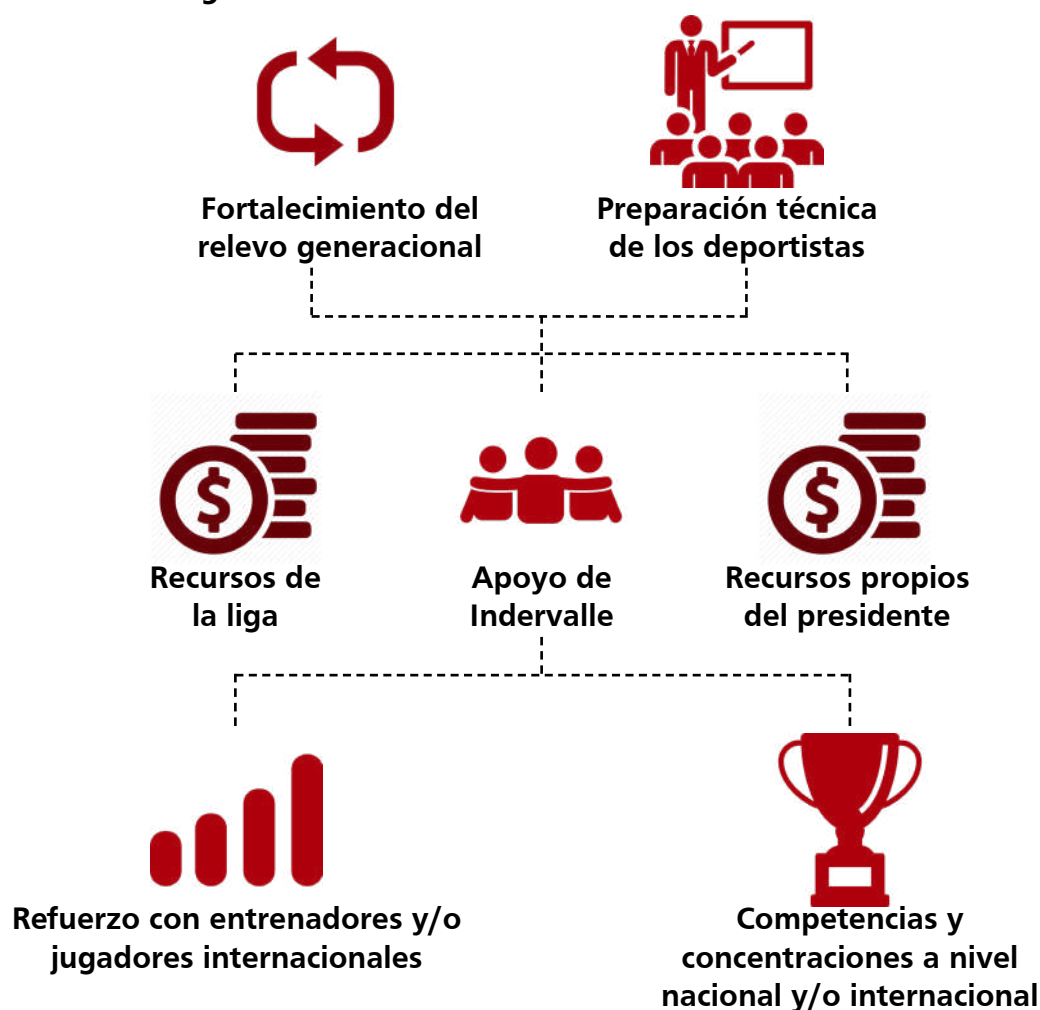 Fortalecimiento del
relevo generacional
Preparación técnica
de los deportistas
$
Recursos de
la liga
Apoyo de
Indervalle
$
Recursos propios
del presidente
Refuerzo con entrenadores y/o
jugadores internacionales
Competencias y
concentraciones a nivel
nacional y/o internacional